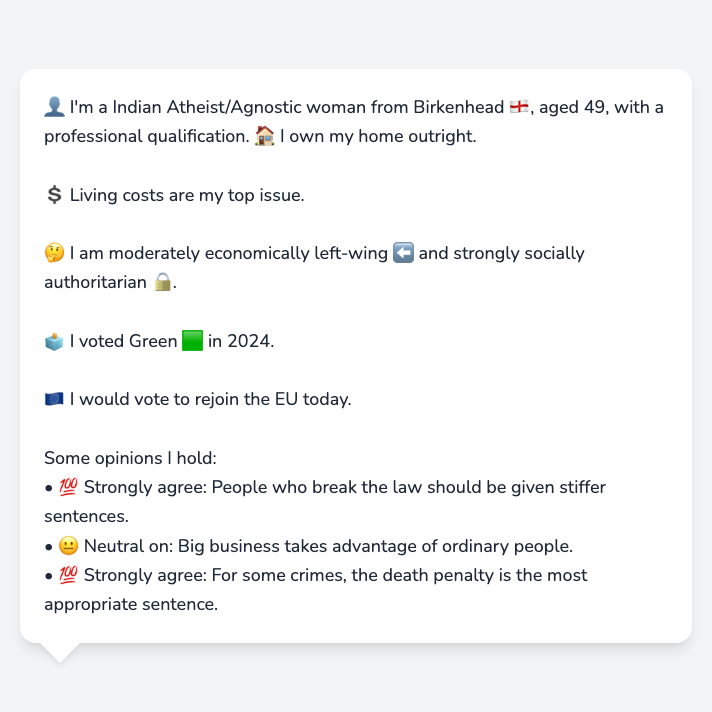 👤 I'm a Indian Atheist/Agnostic woman from Birkenhead 🏴󠁧󠁢󠁥󠁮󠁧󠁿, aged 49, with a
professional qualification. 🏠 I own my home outright.
💲 Living costs are my top issue.
🤔 I am moderately economically left-wing ⬅️ and strongly socially
authoritarian 🔒.
🗳️ I voted Green 🟩 in 2024.
🇪🇺 I would vote to rejoin the EU today.
Some opinions I hold:
• 💯 Strongly agree: People who break the law should be given stiffer
sentences.
• 😐 Neutral on: Big business takes advantage of ordinary people.
• 💯 Strongly agree: For some crimes, the death penalty is the most
appropriate sentence.